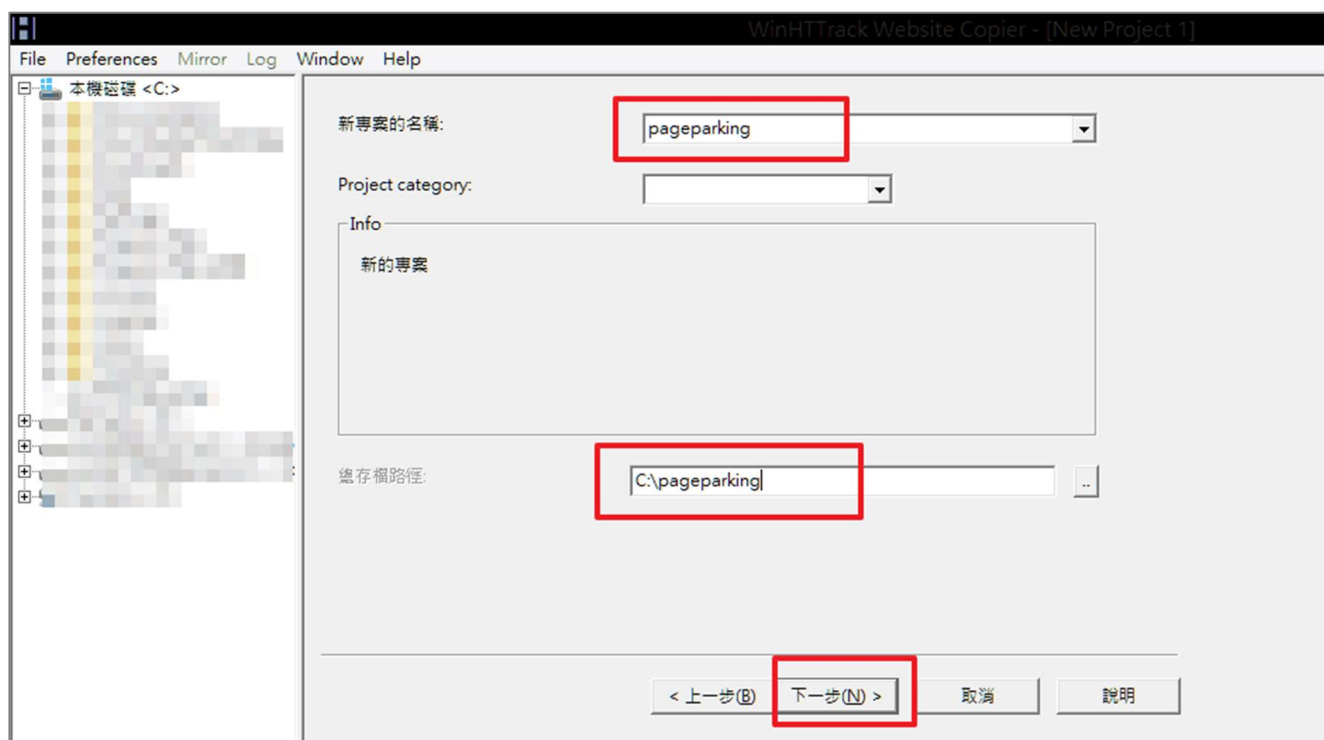 WinHTTrack Website Copier - [New Project 1]
File Preferences Mirror Log Window Help
本機磁碟 <C:>
新專案的名稱:
pageparking
Project category:
Info
新的專案
總存檔路徑:
C:\pageparking
..
< 上一步(B)
下一步(N) >
取消
說明